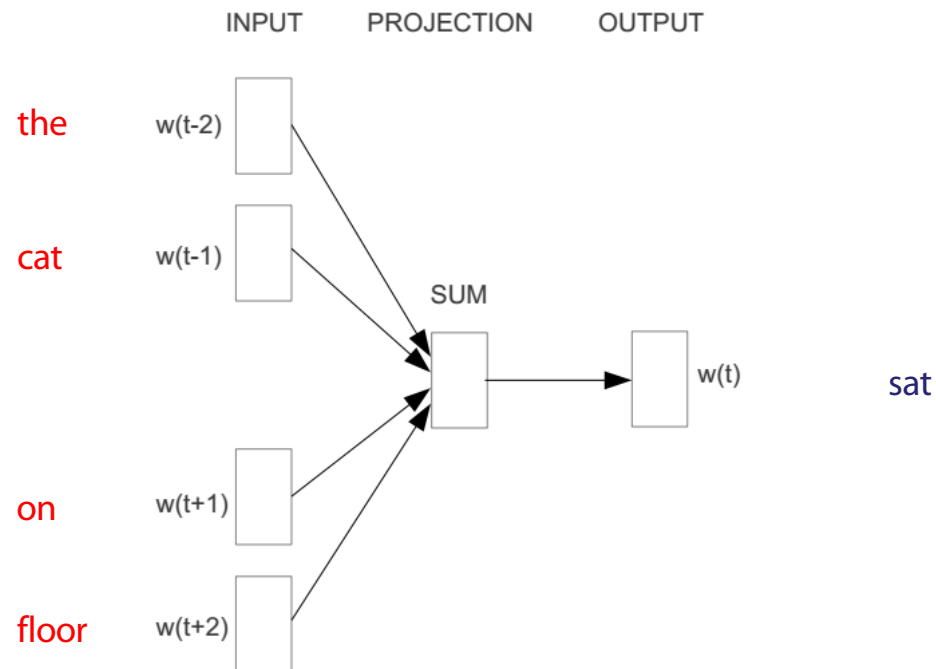 INPUT PROJECTION OUTPUT
the w(t-2)
cat w(t-1)
SUM
w(t) sat
on w(t+1)
floor w(t+2)